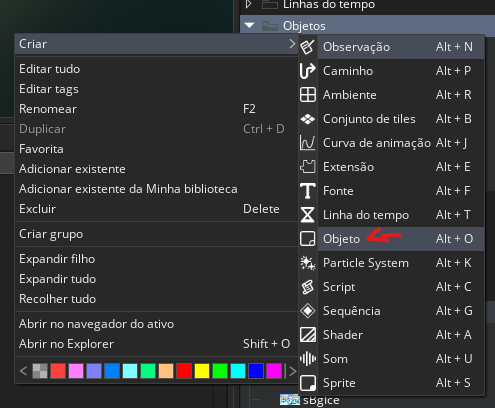 Linhas do tempo
Objetos
Criar
Editar tudo
Editar tags
Renomear F2
Duplicar Ctrl + D
Favorita
Adicionar existente
Adicionar existente da Minha biblioteca
Excluir Delete
Criar grupo
Expandir filho
Expandir tudo
Recolher tudo
Abrir no navegador do ativo
Abrir no Explorer Shift + O
Observação Alt + N
Caminho Alt + P
Ambiente Alt + R
Conjunto de tiles Alt + B
Curva de animação Alt + J
Extensão Alt + E
Fonte Alt + F
Linha do tempo Alt + T
Objeto Alt + O
Particle System Alt + K
Script Alt + C
Sequência Alt + G
Shader Alt + A
Som Alt + U
Sprite Alt + S